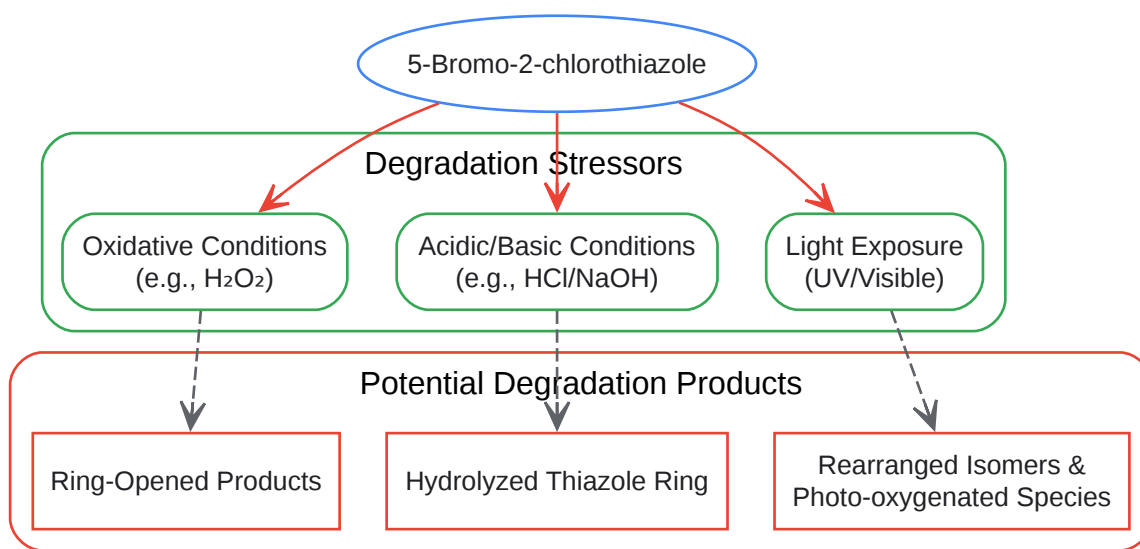 5-Bromo-2-chlorothiazole
Degradation Stressors
Oxidative Conditions
(e.g., H₂O₂)
Acidic/Basic Conditions
(e.g., HCl/NaOH)
Light Exposure
(UV/Visible)
Potential Degradation Products
Ring-Opened Products
Hydrolyzed Thiazole Ring
Rearranged Isomers &
Photo-oxygenated Species